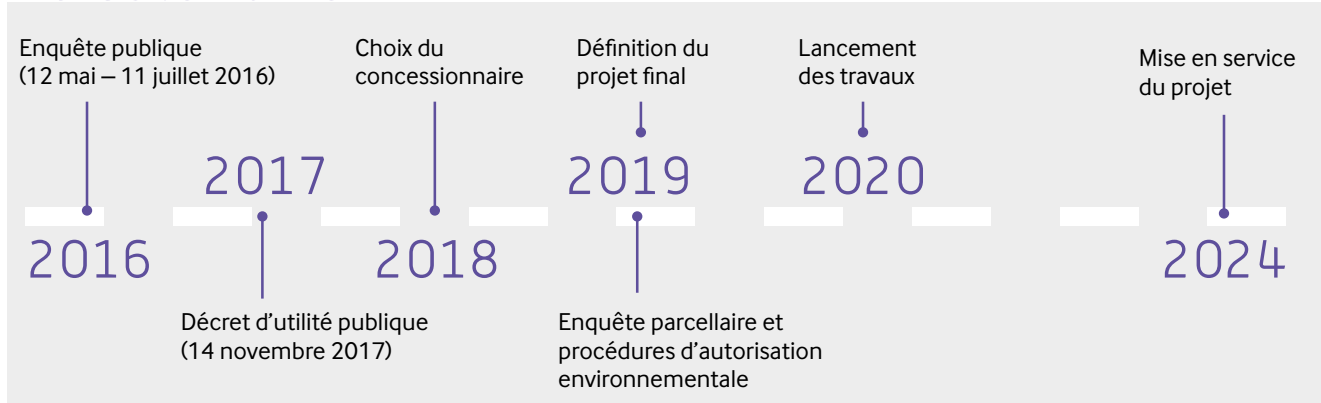 Enquête publique
(12 mai – 11 juillet 2016)
2016
2017
Décret d’utilité publique
(14 novembre 2017)
Choix du
concessionnaire
2018
Définition du
projet final
2019
Enquête parcellaire et
procédures d’autorisation
environnementale
Lancement
des travaux
2020
Mise en service
du projet
2024